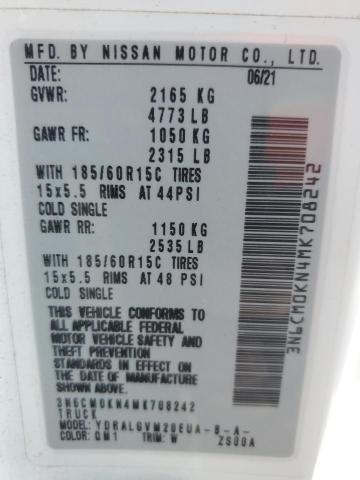 MFD. BY NISSAN MOTOR CO., LTD.
DATE: 06/21
GVWR: 2165 KG
4773 LB
GAWR FR: 1050 KG
2315 LB
WITH 185/60R15C TIRES
15x5.5 RIMS AT 44PSI
COLD SINGLE
GAWR RR: 1150 KG
2535 LB
WITH 185/60R15C TIRES
15x5.5 RIMS AT 48 PSI
COLD SINGLE
THIS VEHICLE CONFORMS TO
ALL APPLICABLE FEDERAL
MOTOR VEHICLE SAFETY AND
THEFT PREVENTION
STANDARDS IN EFFECT ON
THE DATE OF MANUFACTURE
SHOWN ABOVE.
3N6CM0KN4MK708242
TRUCK
MODEL: YDRALGVM20EUA-B-A-
COLOR: QM1 TRIM: W ZS00A
3N6CM0KN4MK708242